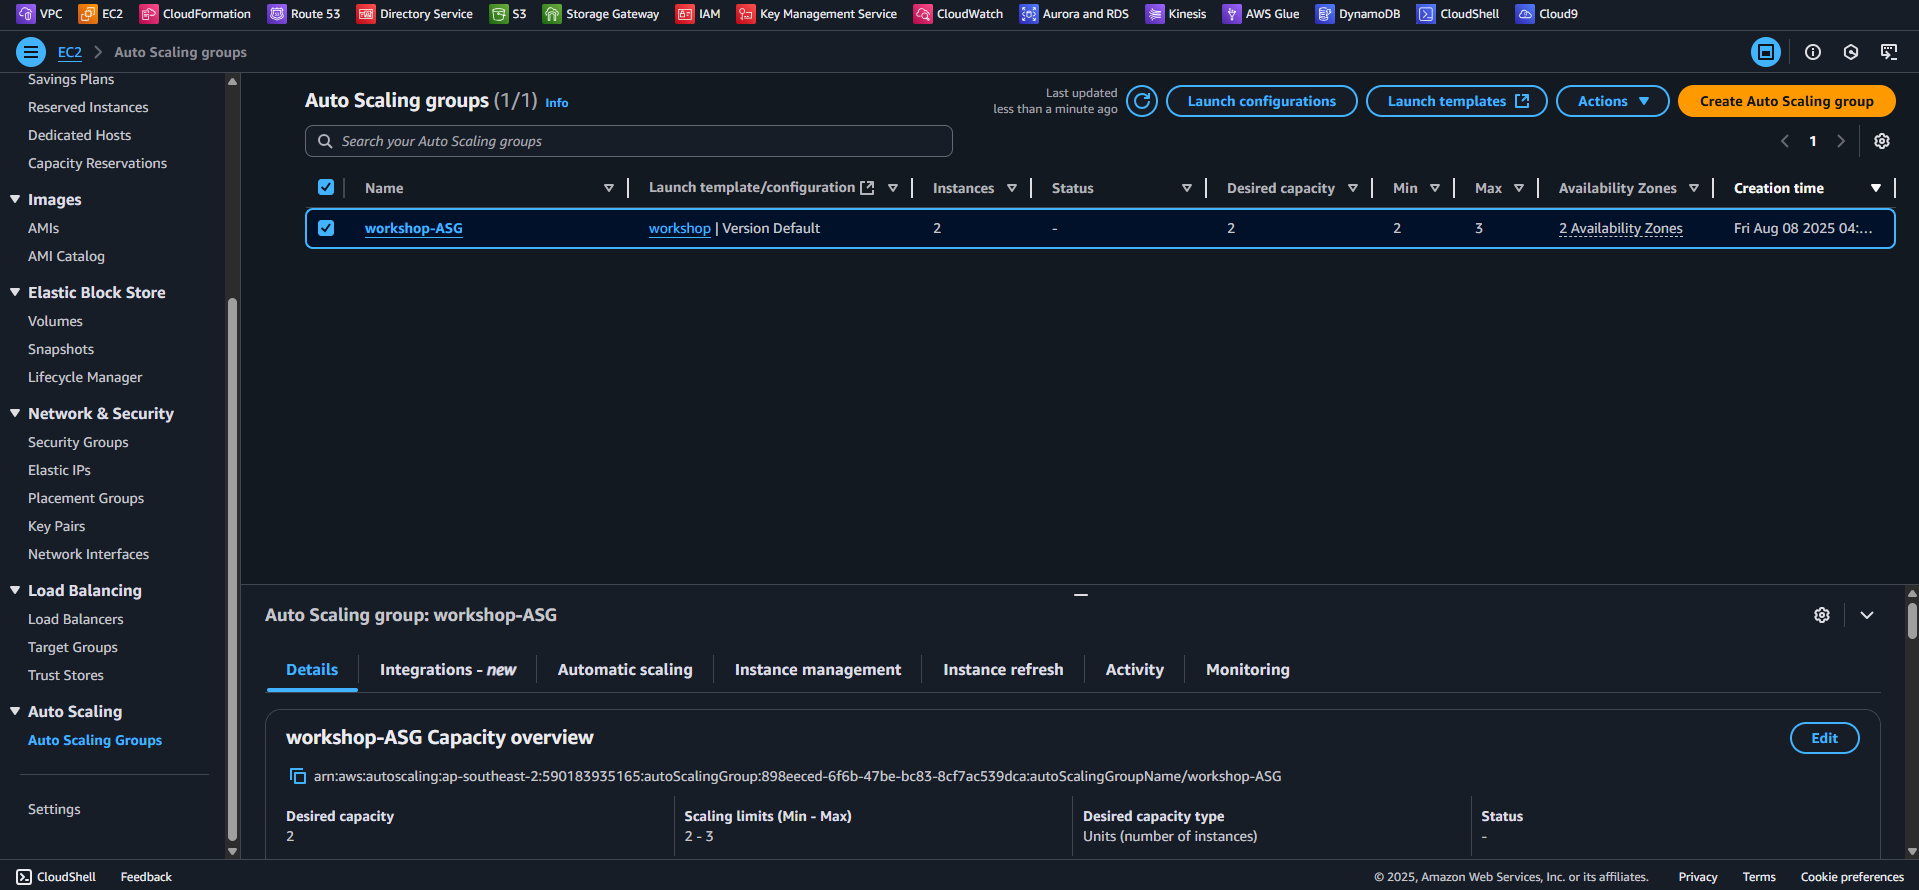 VPC EC2 CloudFormation Route 53 Directory Service S3 Storage Gateway IAM Key Management Service CloudWatch Aurora and RDS Kinesis AWS Glue DynamoDB CloudShell Cloud9
EC2 Auto Scaling groups
Savings Plans
Reserved Instances
Dedicated Hosts
Capacity Reservations
Images
AMIs
AMI Catalog
Elastic Block Store
Volumes
Snapshots
Lifecycle Manager
Network & Security
Security Groups
Elastic IPs
Placement Groups
Key Pairs
Network Interfaces
Load Balancing
Load Balancers
Target Groups
Trust Stores
Auto Scaling
Auto Scaling Groups
Settings
Auto Scaling groups (1/1) Info
Last updated
less than a minute ago
Launch configurations Launch templates Actions Create Auto Scaling group
Search your Auto Scaling groups
1
Name Launch template/configuration Instances Status Desired capacity Min Max Availability Zones Creation time
workshop-ASG workshop | Version Default 2 - 2 2 3 2 Availability Zones Fri Aug 08 2025 04:...
Auto Scaling group: workshop-ASG
Details Integrations - new Automatic scaling Instance management Instance refresh Activity Monitoring
workshop-ASG Capacity overview
Edit
arn:aws:autoscaling:ap-southeast-2:590183935165:autoScalingGroup:898eeced-6f6b-47be-bc83-8cf7ac539dca:autoScalingGroupName/workshop-ASG
Desired capacity Scaling limits (Min - Max) Desired capacity type Status
2 2 - 3 Units (number of instances) -
CloudShell Feedback © 2025, Amazon Web Services, Inc. or its affiliates. Privacy Terms Cookie preferences